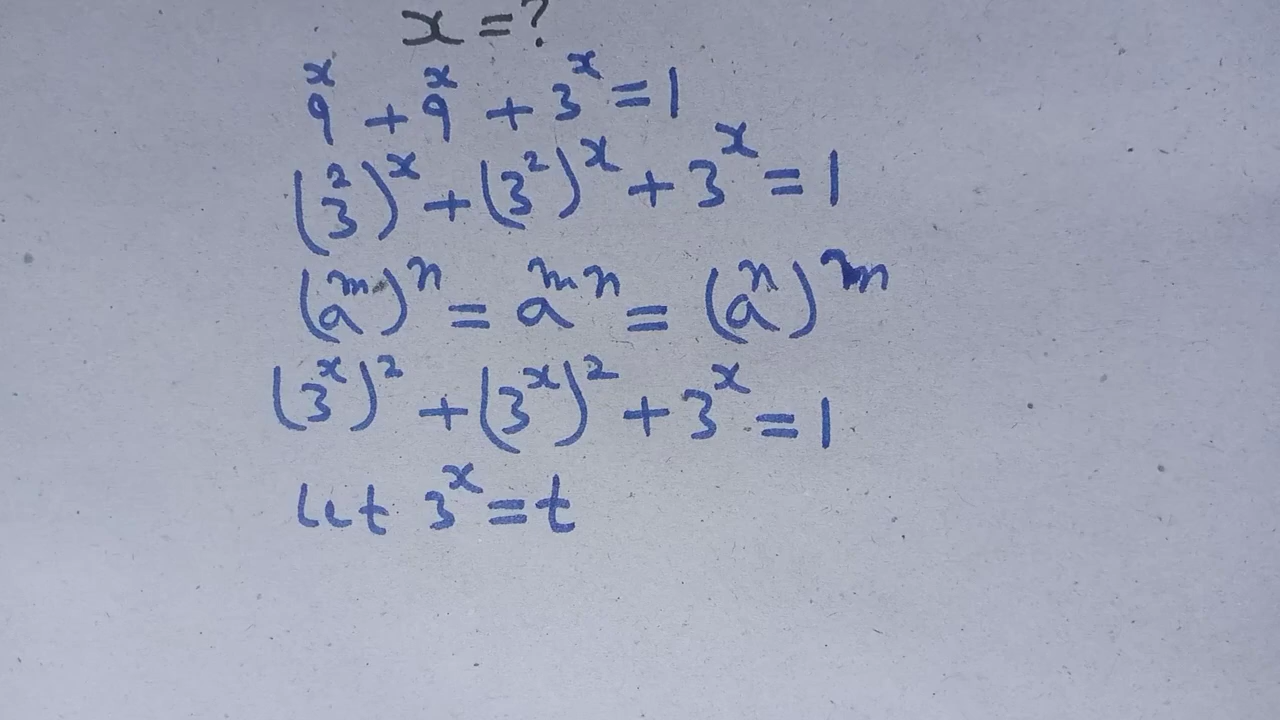 x = ?
9^x + 9^x + 3^x = 1
(3^2)^x + (3^2)^x + 3^x = 1
(a^m)^n = a^mn = (a^n)^m
(3^x)^2 + (3^x)^2 + 3^x = 1
let 3^x = t